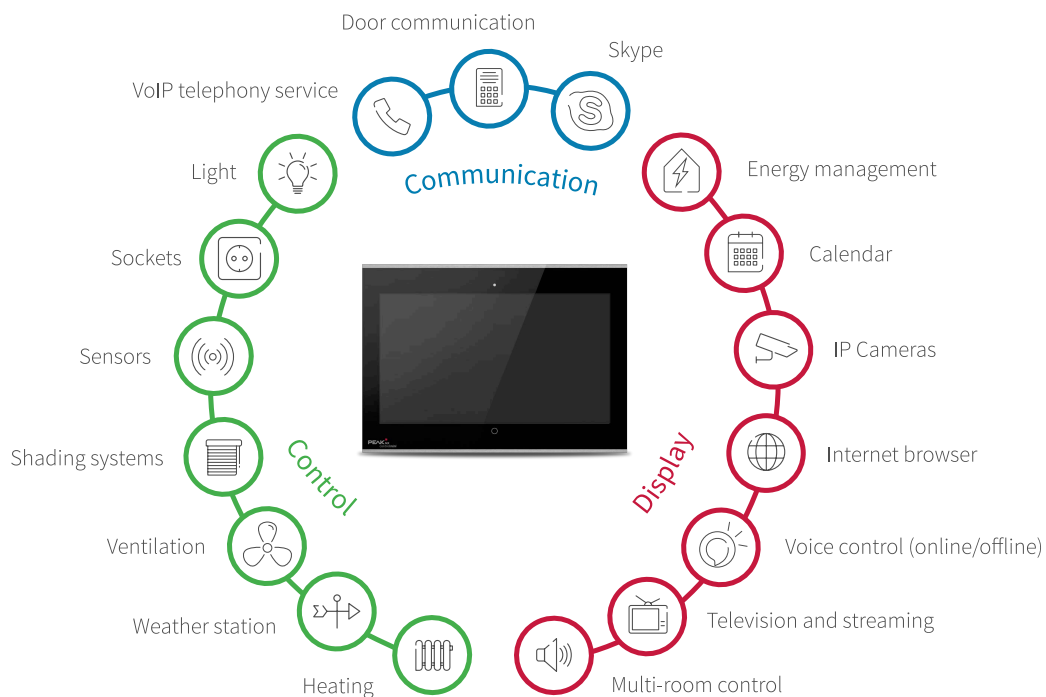 Door communication
Skype
VoIP telephony service
Communication
Light
Energy management
Sockets
Calendar
Sensors
IP Cameras
PEAK
Shading systems
Control
Display
Internet browser
Ventilation
Voice control (online/offline)
Weather station
Television and streaming
Heating
Multi-room control
S